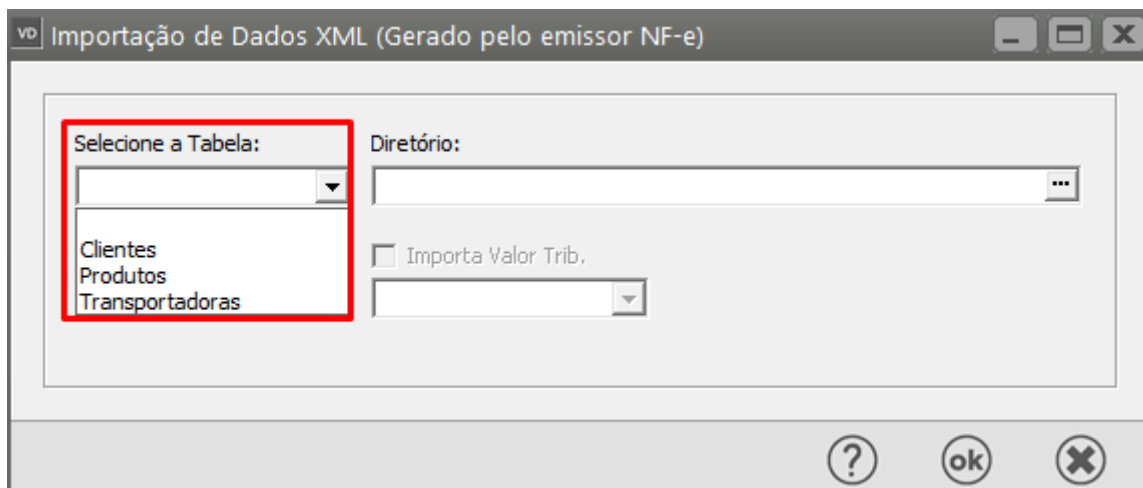 VD Importação de Dados XML (Gerado pelo emissor NF-e)
Selecione a Tabela:
Diretório:
...
Clientes
Produtos
Transportadoras
Importa Valor Trib.
? ok